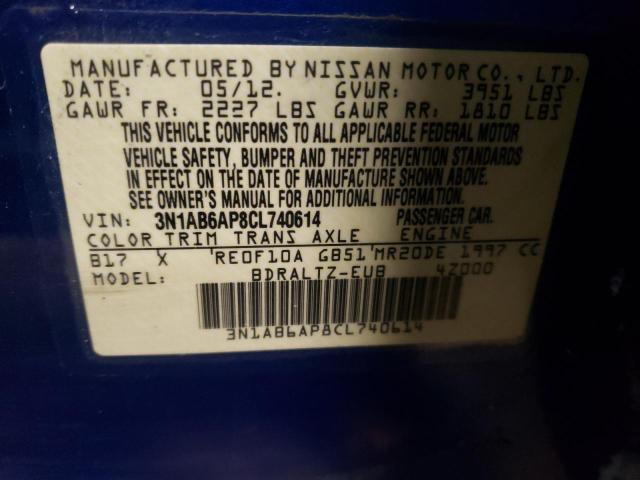 MANUFACTURED BY NISSAN MOTOR CO., LTD.
DATE: 05/12. GVWR: 3951 LBS
GAWR FR: 2227 LBS GAWR RR: 1810 LBS
THIS VEHICLE CONFORMS TO ALL APPLICABLE FEDERAL MOTOR
VEHICLE SAFETY, BUMPER AND THEFT PREVENTION STANDARDS
IN EFFECT ON THE DATE OF MANUFACTURE SHOWN ABOVE.
SEE OWNER'S MANUAL FOR ADDITIONAL INFORMATION.
VIN: 3N1AB6AP8CL740614 PASSENGER CAR.
COLOR TRIM TRANS AXLE ENGINE
B17 X 'RE0F10A GB51'MR20DE 1997 CC
MODEL: BDRALTZ-EUB 4Z000
3N1AB6AP8CL740614